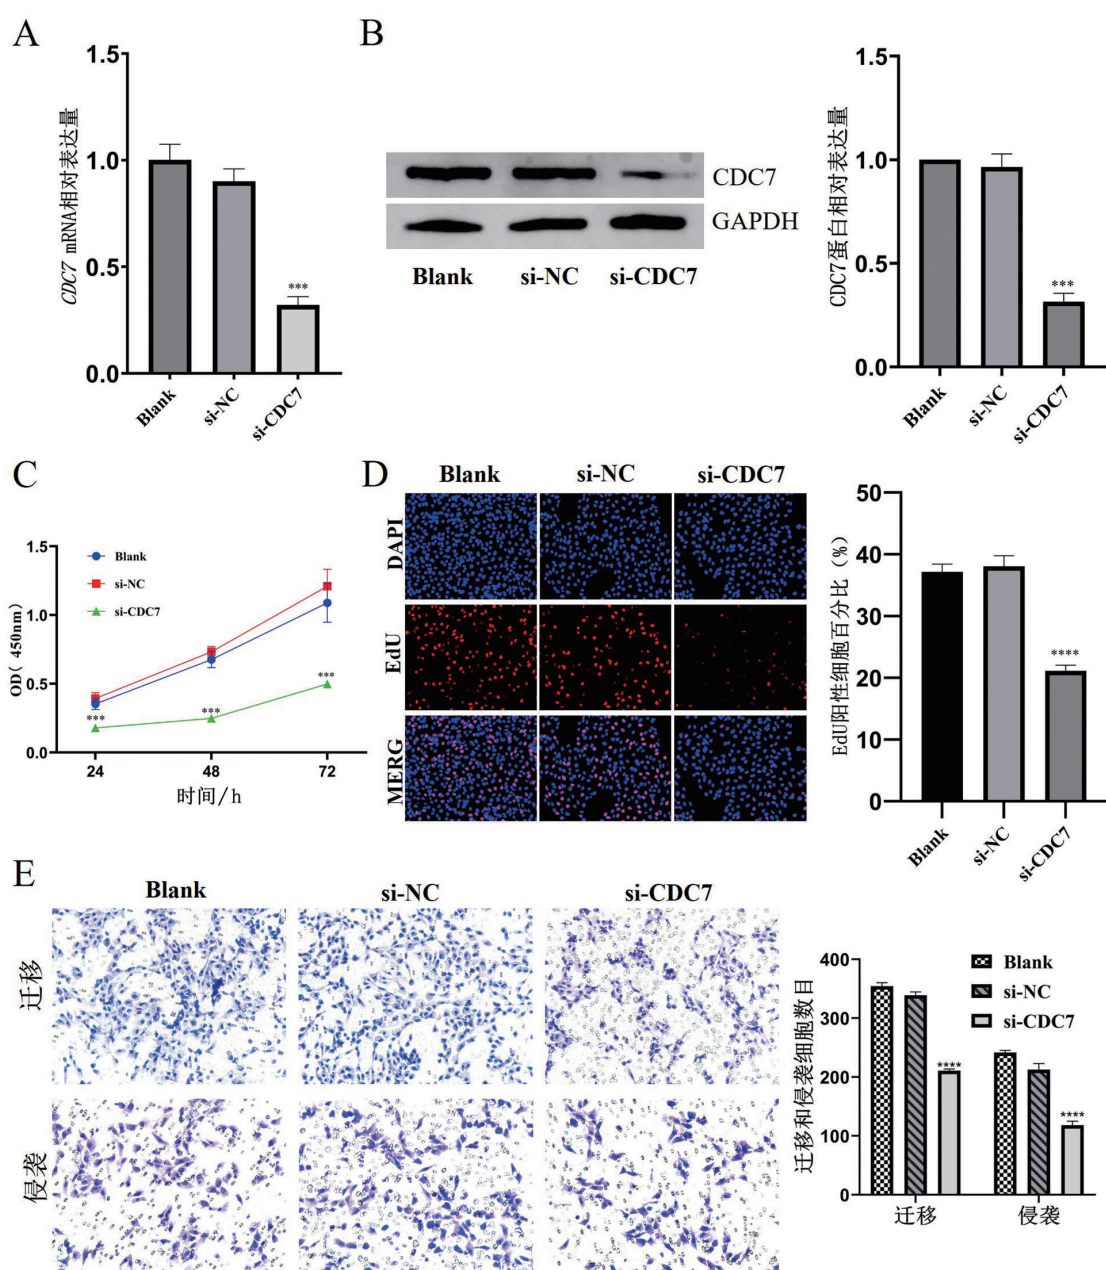 A
1.5
1.0
0.5
0.0
CDC7 mRNA相对表达量
***
Blank
si-NC
si-CDC7
B
CDC7
GAPDH
Blank
si-NC
si-CDC7
1.5
1.0
0.5
0.0
CDC7蛋白相对表达量
***
Blank
si-NC
si-CDC7
C
1.5
1.0
0.5
0.0
OD( 450nm)
Blank
si-NC
si-CDC7
***
***
***
24
48
72
时间/h
D
Blank
si-NC
si-CDC7
DAPI
EdU
MERG
50
40
30
20
10
0
EdU阳性细胞百分比 (%)
****
Blank
si-NC
si-CDC7
E
Blank
si-NC
si-CDC7
迁移
侵袭
400
300
200
100
0
迁移和侵袭细胞数目
Blank
si-NC
si-CDC7
****
****
迁移
侵袭